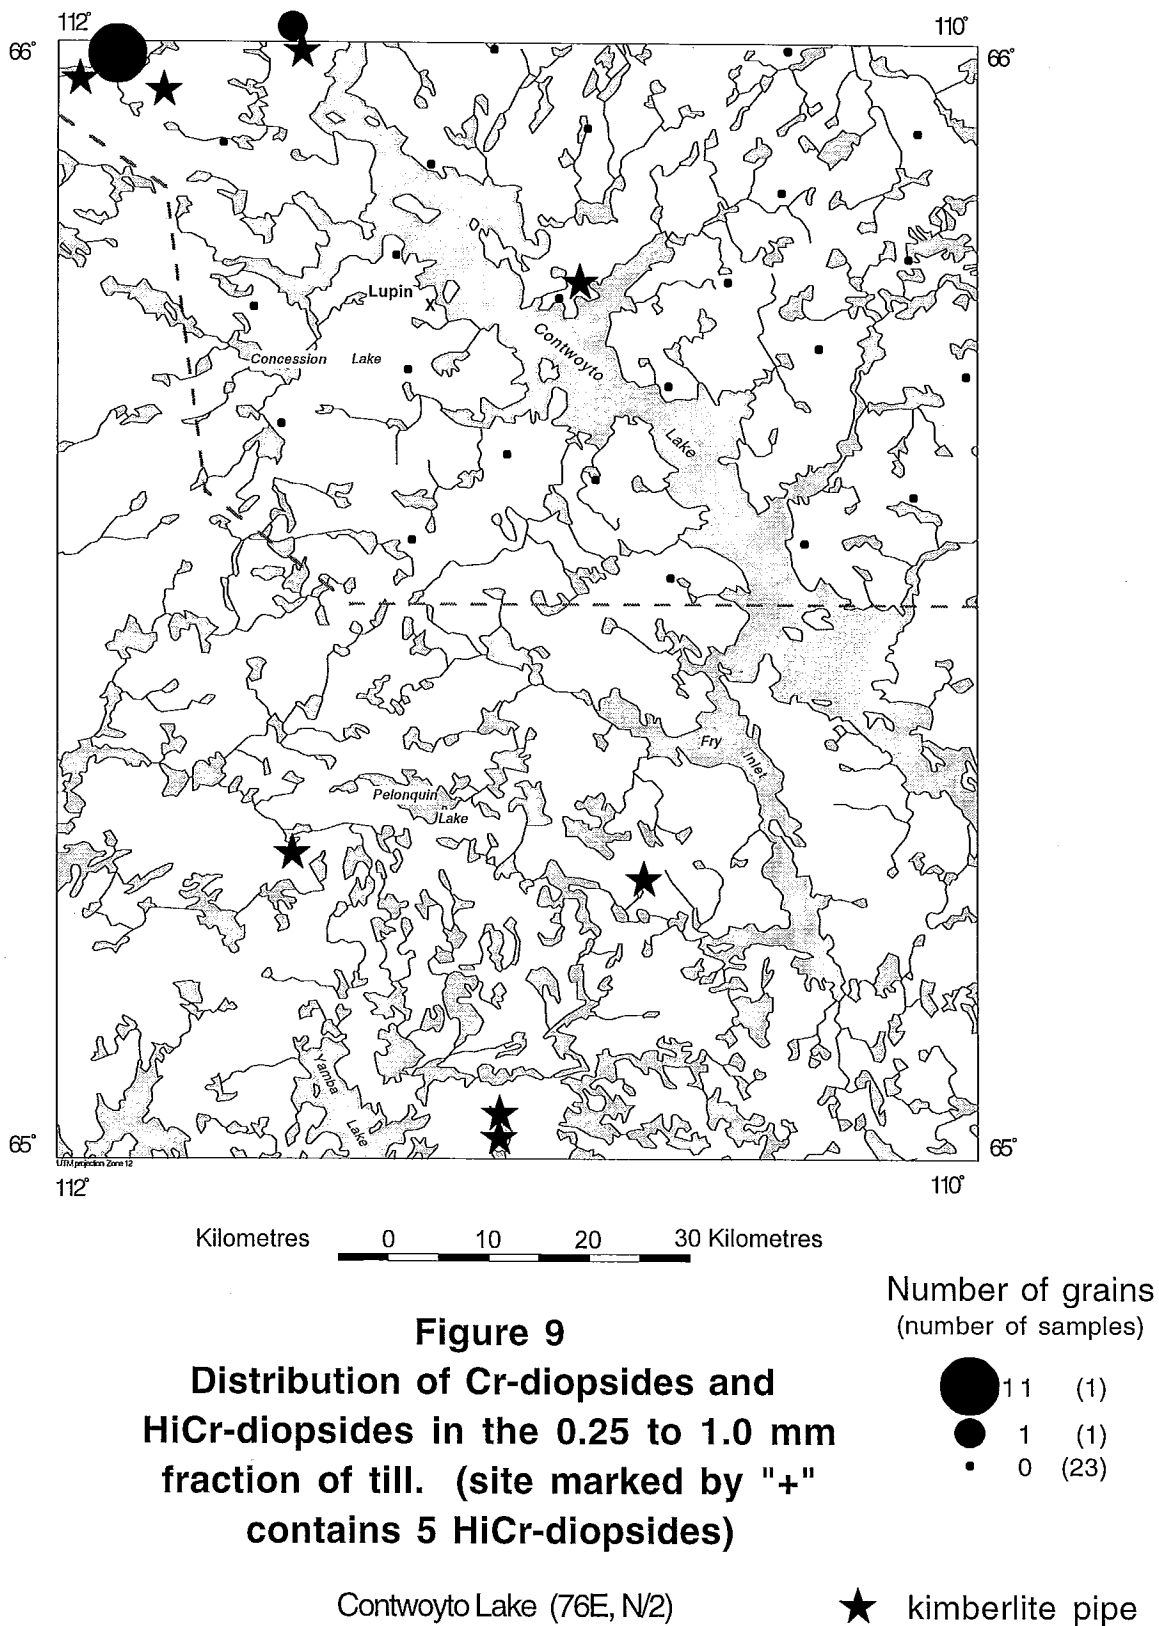 112° 110°
66° 66°
Lupin
X
Concession Lake
Contwoyto
Lake
Fry
Inlet
Pelonquin
Lake
Yamba
Lake
65° 65°
UTM projection Zone 12
112° 110°
Kilometres 0 10 20 30 Kilometres
Number of grains
(number of samples)
11 (1)
1 (1)
0 (23)
Figure 9
Distribution of Cr-diopsides and
HiCr-diopsides in the 0.25 to 1.0 mm
fraction of till. (site marked by "+"
contains 5 HiCr-diopsides)
Contwoyto Lake (76E, N/2)
kimberlite pipe